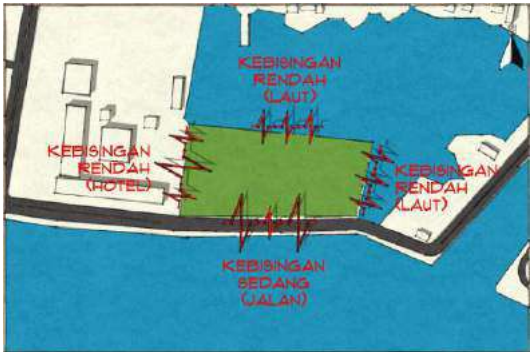 KEBISINGAN
RENDAH
(LAUT)
KEBISINGAN
RENDAH
(HOTEL)
KEBISINGAN
RENDAH
(LAUT)
KEBISINGAN
SEDANG
(JALAN)